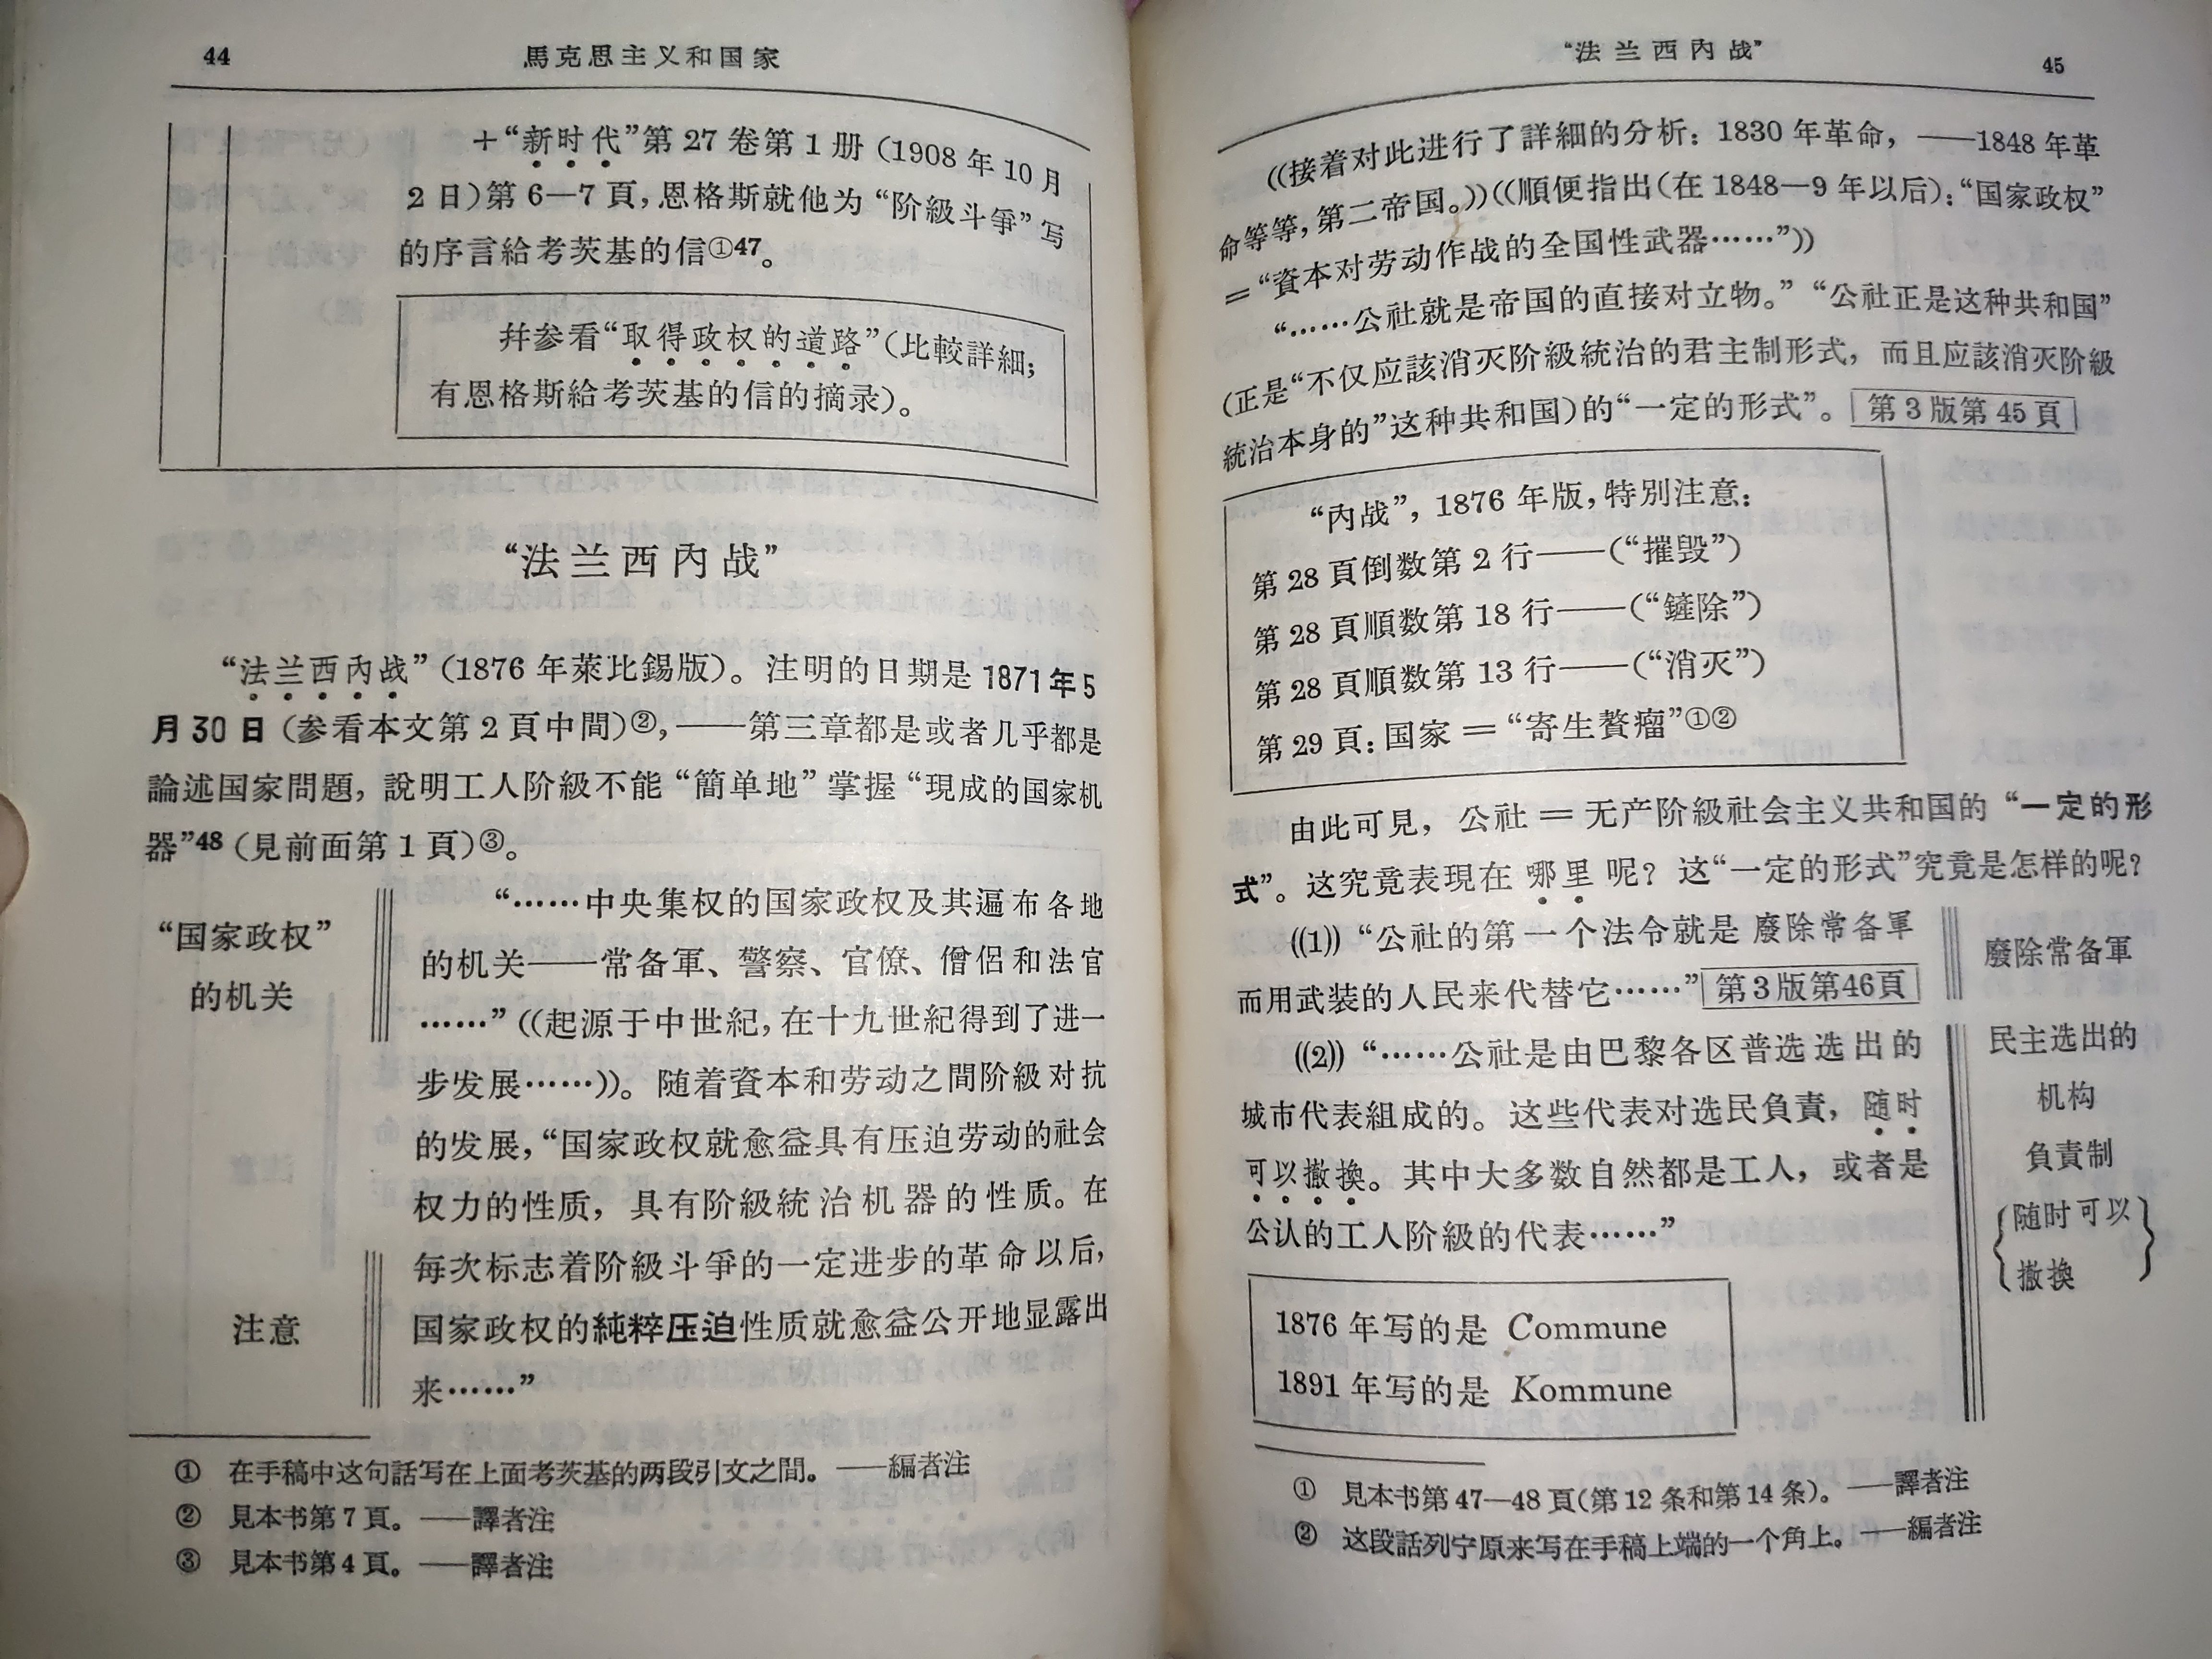 44
馬克思主义和国家
＋“新时代”第 27 卷第 1 册（1908 年 10 月
2 日）第 6—7 頁，恩格斯就他为“阶級斗爭”写
的序言給考茨基的信①47。
幷参看“取得政权的道路”（比較詳細；
有恩格斯給考茨基的信的摘录）。
“法兰西內战”
“法兰西內战”（1876 年萊比錫版）。注明的日期是 1871 年 5
月 30 日（参看本文第 2 頁中間）②，——第三章都是或者几乎都是
論述国家問題，說明工人阶級不能“簡单地”掌握“現成的国家机
器”48（見前面第 1 頁）③。
“国家政权”
的机关
“……中央集权的国家政权及其遍布各地
的机关——常备軍、警察、官僚、僧侶和法官
……”（（起源于中世紀，在十九世紀得到了进一
步发展……））。随着資本和劳动之間阶級对抗
的发展，“国家政权就愈益具有压迫劳动的社会
权力的性质，具有阶級統治机器的性质。在
每次标志着阶級斗爭的一定进步的革命以后，
注意
国家政权的純粹压迫性质就愈益公开地显露出
来……”
① 在手稿中这句話写在上面考茨基的两段引文之間。——編者注
② 見本书第 7 頁。——譯者注
③ 見本书第 4 頁。——譯者注
“法兰西內战”
45
（（接着对此进行了詳細的分析：1830 年革命，——1848 年革
命等等，第二帝国。））（（順便指出（在 1848—9 年以后）：“国家政权”
＝“資本对劳动作战的全国性武器……”））
“……公社就是帝国的直接对立物。”“公社正是这种共和国”
（正是“不仅应該消灭阶級統治的君主制形式，而且应該消灭阶級
統治本身的”这种共和国）的“一定的形式”。第 3 版第 45 頁
“內战”，1876 年版，特別注意：
第 28 頁倒数第 2 行——（“摧毁”）
第 28 頁順数第 18 行——（“鏟除”）
第 28 頁順数第 13 行——（“消灭”）
第 29 頁：国家＝“寄生贅瘤”①②
由此可見，公社＝无产阶級社会主义共和国的“一定的形
式”。这究竟表現在哪里呢？这“一定的形式”究竟是怎样的呢？
((1)) “公社的第一个法令就是廢除常备軍
而用武装的人民来代替它……”第 3 版第 46 頁
廢除常备軍
((2)) “……公社是由巴黎各区普选选出的
城市代表組成的。这些代表对选民負責，随时
可以撤換。其中大多数自然都是工人，或者是
公认的工人阶級的代表……”
民主选出的
机构
負責制
｛随时可以
撤換｝
1876 年写的是 Commune
1891 年写的是 Kommune
① 見本书第 47—48 頁（第 12 条和第 14 条）。——譯者注
② 这段話列宁原来写在手稿上端的一个角上。——編者注